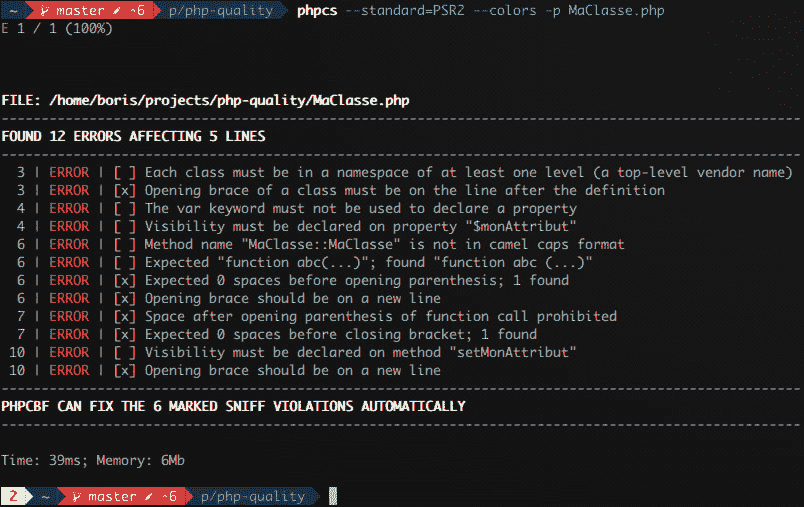 ~ master ~6 p/php-quality phpcs --standard=PSR2 --colors -p MaClasse.php
E 1 / 1 (100%)
FILE: /home/boris/projects/php-quality/MaClasse.php
--------------------------------------------------------------------------------
FOUND 12 ERRORS AFFECTING 5 LINES
--------------------------------------------------------------------------------
3 | ERROR | [ ] Each class must be in a namespace of at least one level (a top-level vendor name)
3 | ERROR | [x] Opening brace of a class must be on the line after the definition
4 | ERROR | [ ] The var keyword must not be used to declare a property
4 | ERROR | [ ] Visibility must be declared on property "$monAttribut"
6 | ERROR | [ ] Method name "MaClasse::MaClasse" is not in camel caps format
6 | ERROR | [ ] Expected "function abc(...)"; found "function abc (...)"
6 | ERROR | [x] Expected 0 spaces before opening parenthesis; 1 found
6 | ERROR | [x] Opening brace should be on a new line
7 | ERROR | [x] Space after opening parenthesis of function call prohibited
7 | ERROR | [x] Expected 0 spaces before closing bracket; 1 found
10 | ERROR | [ ] Visibility must be declared on method "setMonAttribut"
10 | ERROR | [x] Opening brace should be on a new line
--------------------------------------------------------------------------------
PHPCBF CAN FIX THE 6 MARKED SNIFF VIOLATIONS AUTOMATICALLY
--------------------------------------------------------------------------------
Time: 39ms; Memory: 6Mb
2 ~ master ~6 p/php-quality